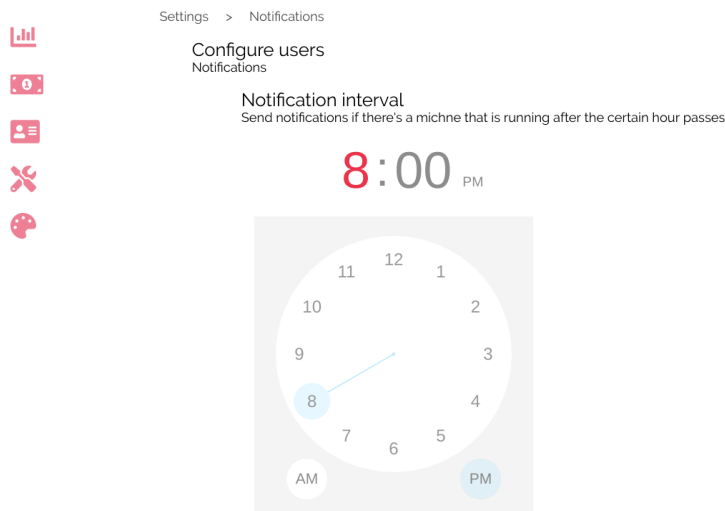 Settings > Notifications
Configure users
Notifications
Notification interval
Send notifications if there's a michne that is running after the certain hour passes
8:00 PM
12
11 1
10 2
9 3
8 4
7 5
6
AM PM